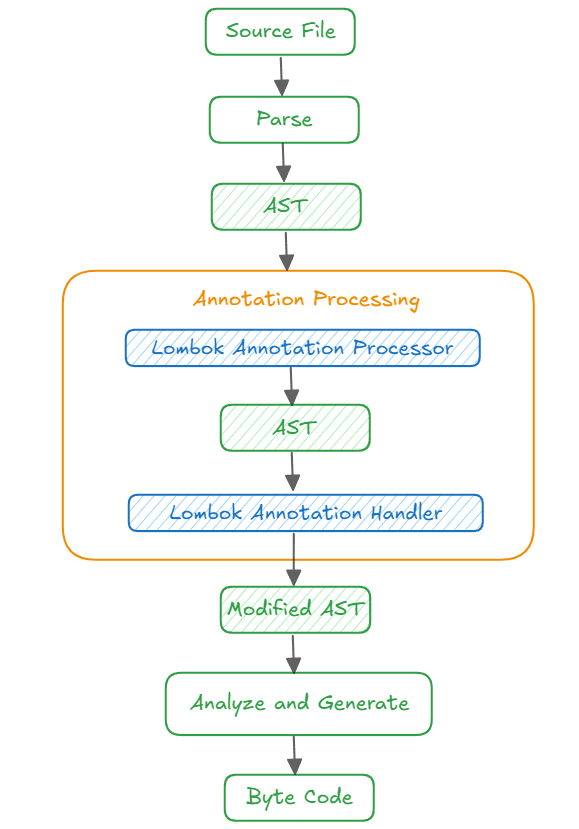 Source File
Parse
AST
Annotation Processing
Lombok Annotation Processor
AST
Lombok Annotation Handler
Modified AST
Analyze and Generate
Byte Code